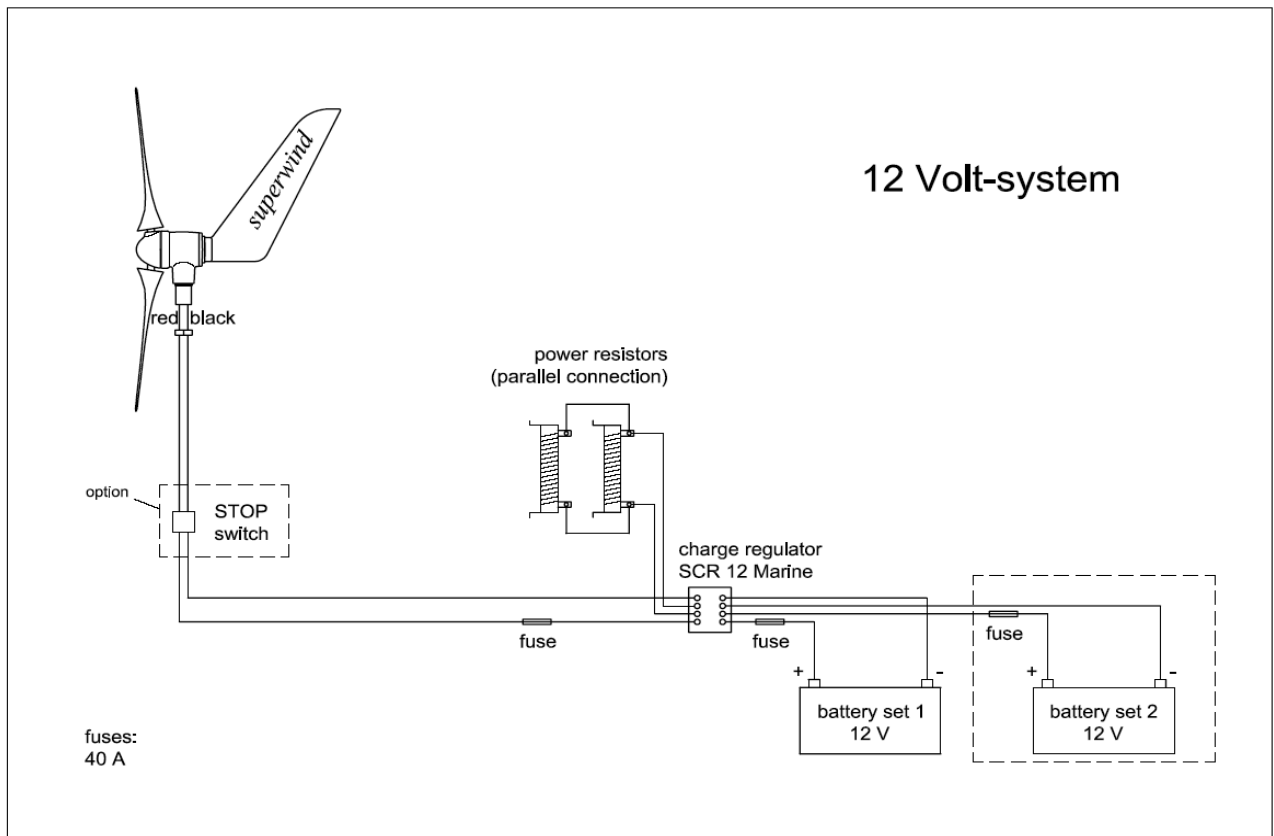 superwind
12 Volt-system
red black
power resistors
(parallel connection)
option
STOP
switch
charge regulator
SCR 12 Marine
fuse
fuse
fuse
+
-
+
-
battery set 1
12 V
battery set 2
12 V
fuses:
40 A